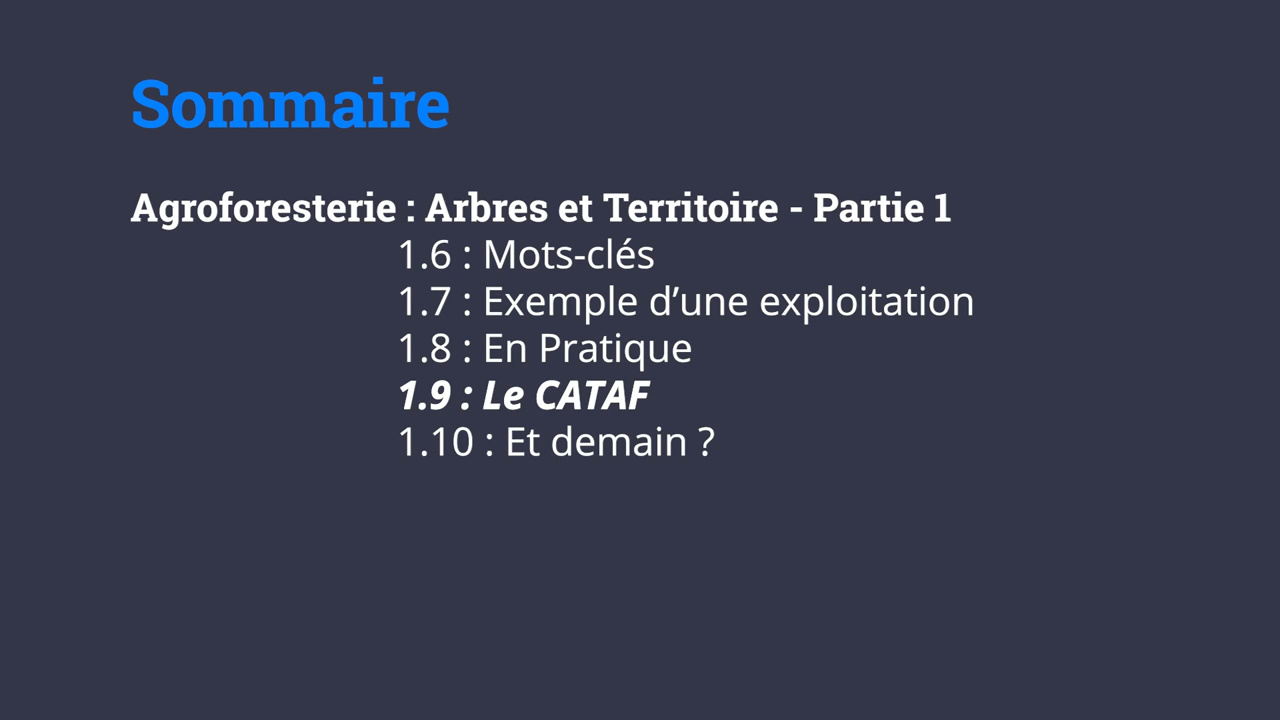 Sommaire
Agroforesterie : Arbres et Territoire - Partie 1
1.6 : Mots-clés
1.7 : Exemple d’une exploitation
1.8 : En Pratique
1.9 : Le CATAF
1.10 : Et demain ?